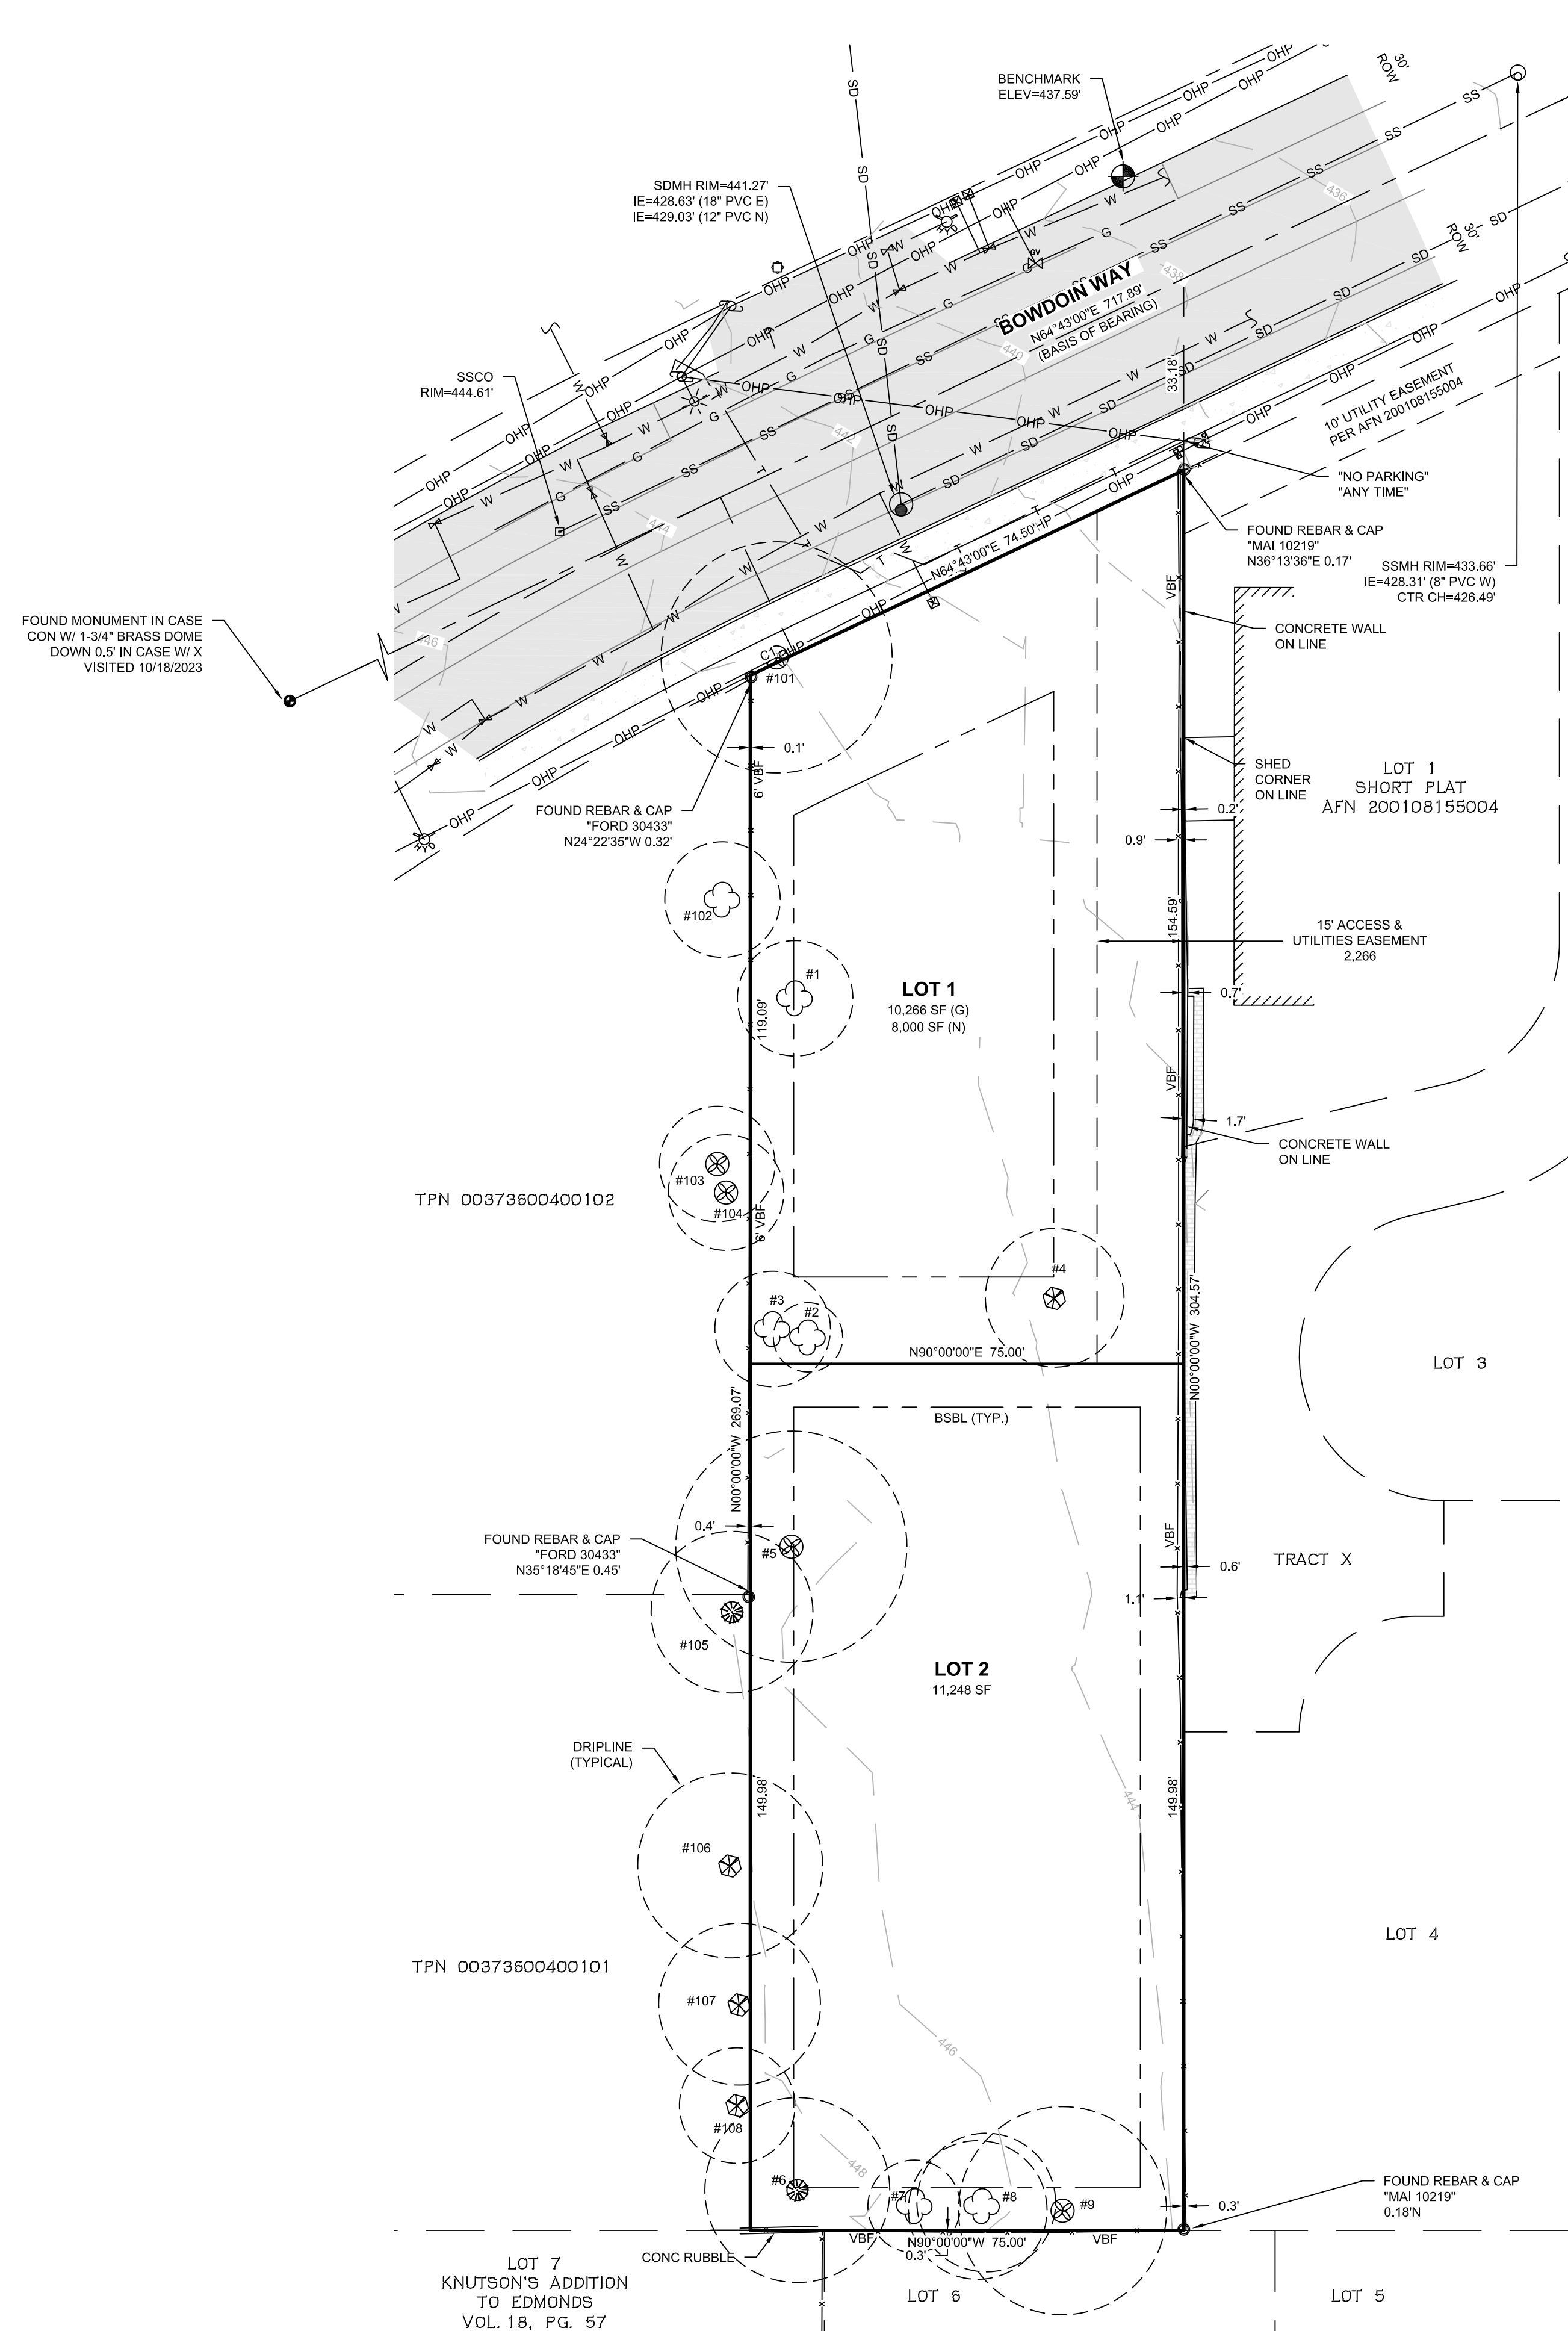 BENCHMARK
ELEV=437.59'
30'
ROW
SDMH RIM=441.27'
IE=428.63' (18" PVC E)
IE=429.03' (12" PVC N)
436
30'
ROW
438
BOWDOIN WAY
N64°43'00"E 717.89'
(BASIS OF BEARING)
440
33.18'
SSCO
RIM=444.61'
442
444
446
10' UTILITY EASEMENT
PER AFN 200108155004
"NO PARKING"
"ANY TIME"
FOUND REBAR & CAP
"MAI 10219"
N36°13'36"E 0.17'
SSMH RIM=433.66'
IE=428.31' (8" PVC W)
CTR CH=426.49'
N64°43'00"E 74.50'
OHP
SD
SS
W
G
T
HYD
GV
FOUND MONUMENT IN CASE
CON W/ 1-3/4" BRASS DOME
DOWN 0.5' IN CASE W/ X
VISITED 10/18/2023
VBF
CONCRETE WALL
ON LINE
C1
#101
0.1'
6' VBF
SHED
CORNER
ON LINE
LOT 1
SHORT PLAT
AFN 200108155004
FOUND REBAR & CAP
"FORD 30433"
N24°22'35"W 0.32'
0.2'
0.9'
#102
154.59'
15' ACCESS &
UTILITIES EASEMENT
2,266
#1
LOT 1
10,266 SF (G)
8,000 SF (N)
119.09'
0.7'
VBF
1.7'
CONCRETE WALL
ON LINE
#103
#104
TPN 00373600400102
6' VBF
#4
#3
#2
N00°00'00"W 304.57'
N90°00'00"E 75.00'
LOT 3
N00°00'00"W 269.07'
BSBL (TYP.)
0.4'
#5
FOUND REBAR & CAP
"FORD 30433"
N35°18'45"E 0.45'
VBF
0.6'
TRACT X
1.1'
#105
LOT 2
11,248 SF
DRIPLINE
(TYPICAL)
149.98'
149.98'
444
#106
LOT 4
TPN 00373600400101
#107
446
#108
448
#6
#7
#8
#9
0.3'
FOUND REBAR & CAP
"MAI 10219"
0.18'N
CONC RUBBLE
VBF
N90°00'00"W 75.00'
0.3'
VBF
LOT 7
KNUTSON'S ADDITION
TO EDMONDS
VOL. 18, PG. 57
LOT 6
LOT 5